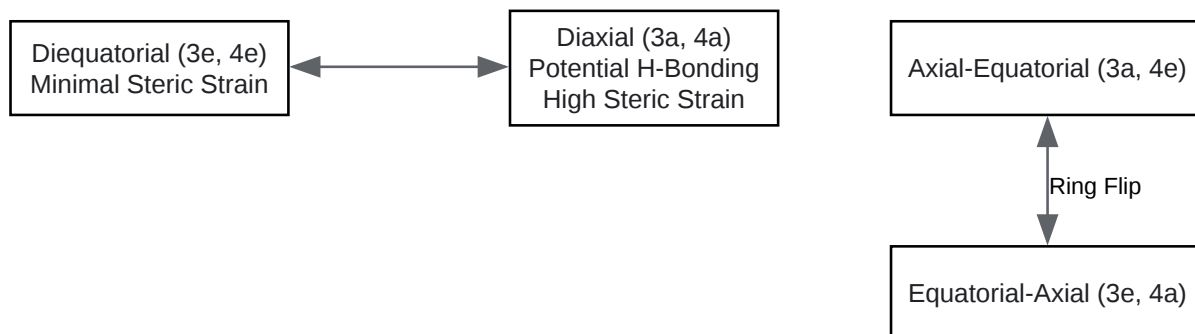 Diequatorial (3e, 4e)
Minimal Steric Strain
Diaxial (3a, 4a)
Potential H-Bonding
High Steric Strain
Axial-Equatorial (3a, 4e)
Ring Flip
Equatorial-Axial (3e, 4a)